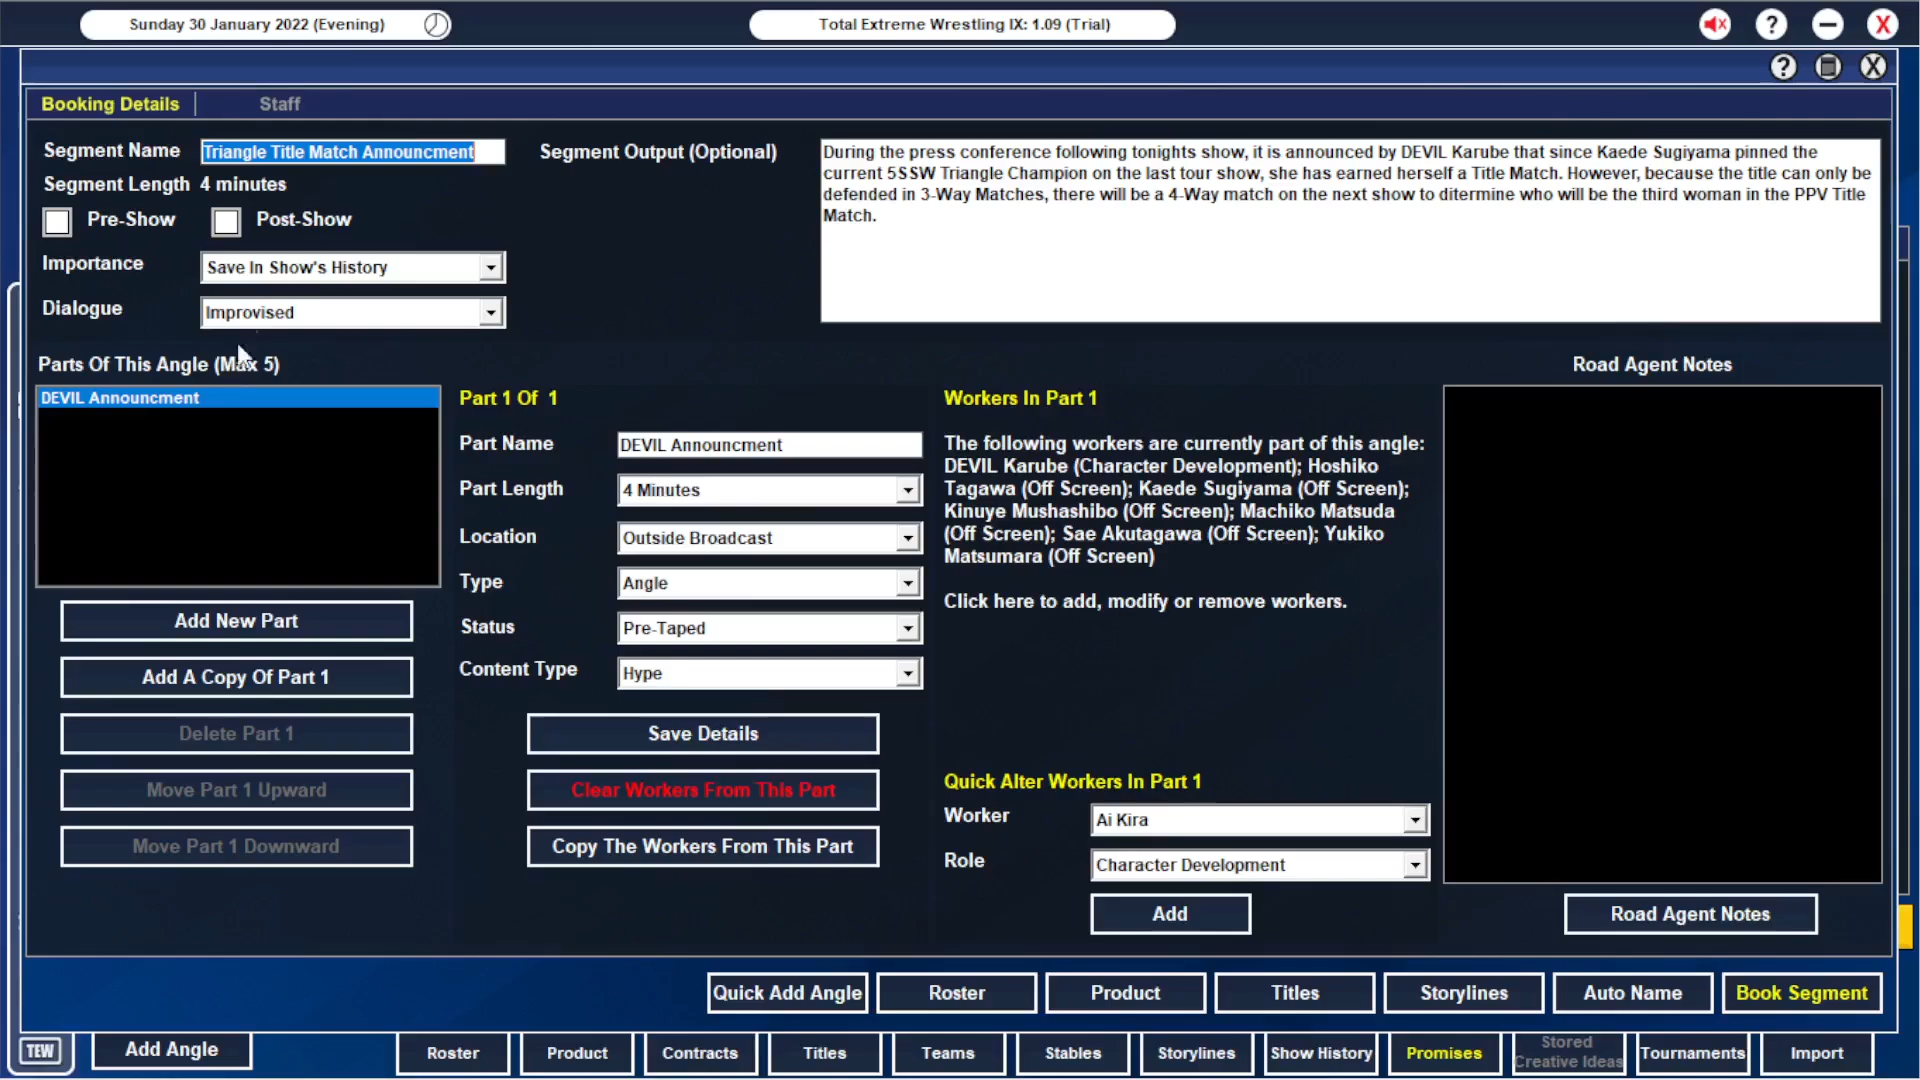 Sunday 30 January 2022 (Evening)
Total Extreme Wrestling IX: 1.09 (Trial)
?
X
?
X
Booking Details
Staff
Segment Name
Triangle Title Match Announcment
Segment Output (Optional)
During the press conference following tonights show, it is announced by DEVIL Karube that since Kaede Sugiyama pinned the
current 5SSW Triangle Champion on the last tour show, she has earned herself a Title Match. However, because the title can only be
defended in 3-Way Matches, there will be a 4-Way match on the next show to ditermine who will be the third woman in the PPV Title
Match.
Segment Length 4 minutes
Pre-Show
Post-Show
Importance
Save In Show's History
Dialogue
Improvised
Parts Of This Angle (Max 5)
DEVIL Announcment
Add New Part
Add A Copy Of Part 1
Delete Part 1
Move Part 1 Upward
Move Part 1 Downward
Part 1 Of 1
Part Name
DEVIL Announcment
Part Length
4 Minutes
Location
Outside Broadcast
Type
Angle
Status
Pre-Taped
Content Type
Hype
Save Details
Clear Workers From This Part
Copy The Workers From This Part
Workers In Part 1
The following workers are currently part of this angle:
DEVIL Karube (Character Development); Hoshiko
Tagawa (Off Screen); Kaede Sugiyama (Off Screen);
Kinuye Mushashibo (Off Screen); Machiko Matsuda
(Off Screen); Sae Akutagawa (Off Screen); Yukiko
Matsumara (Off Screen)
Click here to add, modify or remove workers.
Quick Alter Workers In Part 1
Worker
Ai Kira
Role
Character Development
Add
Road Agent Notes
Road Agent Notes
Quick Add Angle
Roster
Product
Titles
Storylines
Auto Name
Book Segment
TEW
Add Angle
Roster
Product
Contracts
Titles
Teams
Stables
Storylines
Show History
Promises
Stored
Creative Ideas
Tournaments
Import